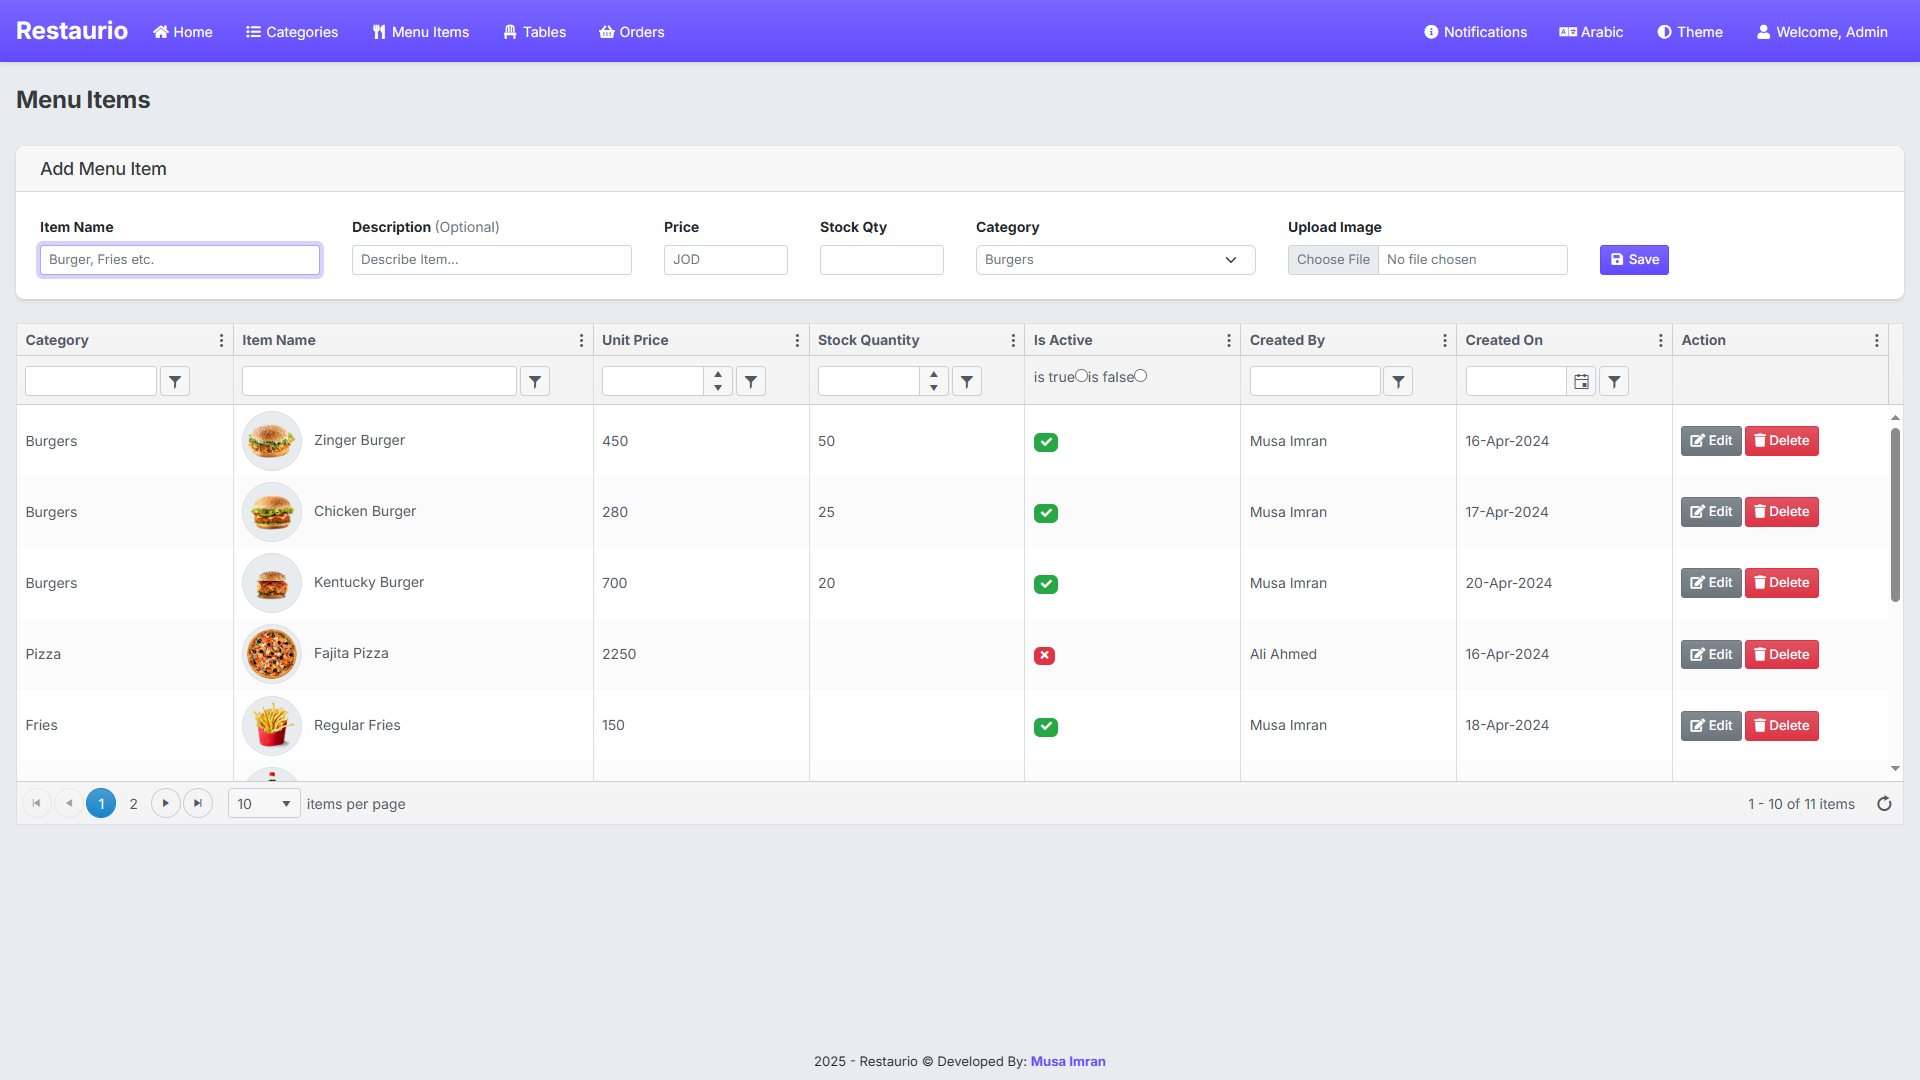 Restaurio Home Categories Menu Items Tables Orders Notifications Arabic Theme Welcome, Admin
Menu Items
Add Menu Item
Item Name Description (Optional) Price Stock Qty Category Upload Image
Burger, Fries etc. Describe Item... JOD Burgers Choose File No file chosen Save
Category Item Name Unit Price Stock Quantity Is Active Created By Created On Action
is true is false
Burgers Zinger Burger 450 50 Musa Imran 16-Apr-2024 Edit Delete
Burgers Chicken Burger 280 25 Musa Imran 17-Apr-2024 Edit Delete
Burgers Kentucky Burger 700 20 Musa Imran 20-Apr-2024 Edit Delete
Pizza Fajita Pizza 2250 Ali Ahmed 16-Apr-2024 Edit Delete
Fries Regular Fries 150 Musa Imran 18-Apr-2024 Edit Delete
1 2 10 items per page 1 - 10 of 11 items
2025 - Restaurio © Developed By: Musa Imran